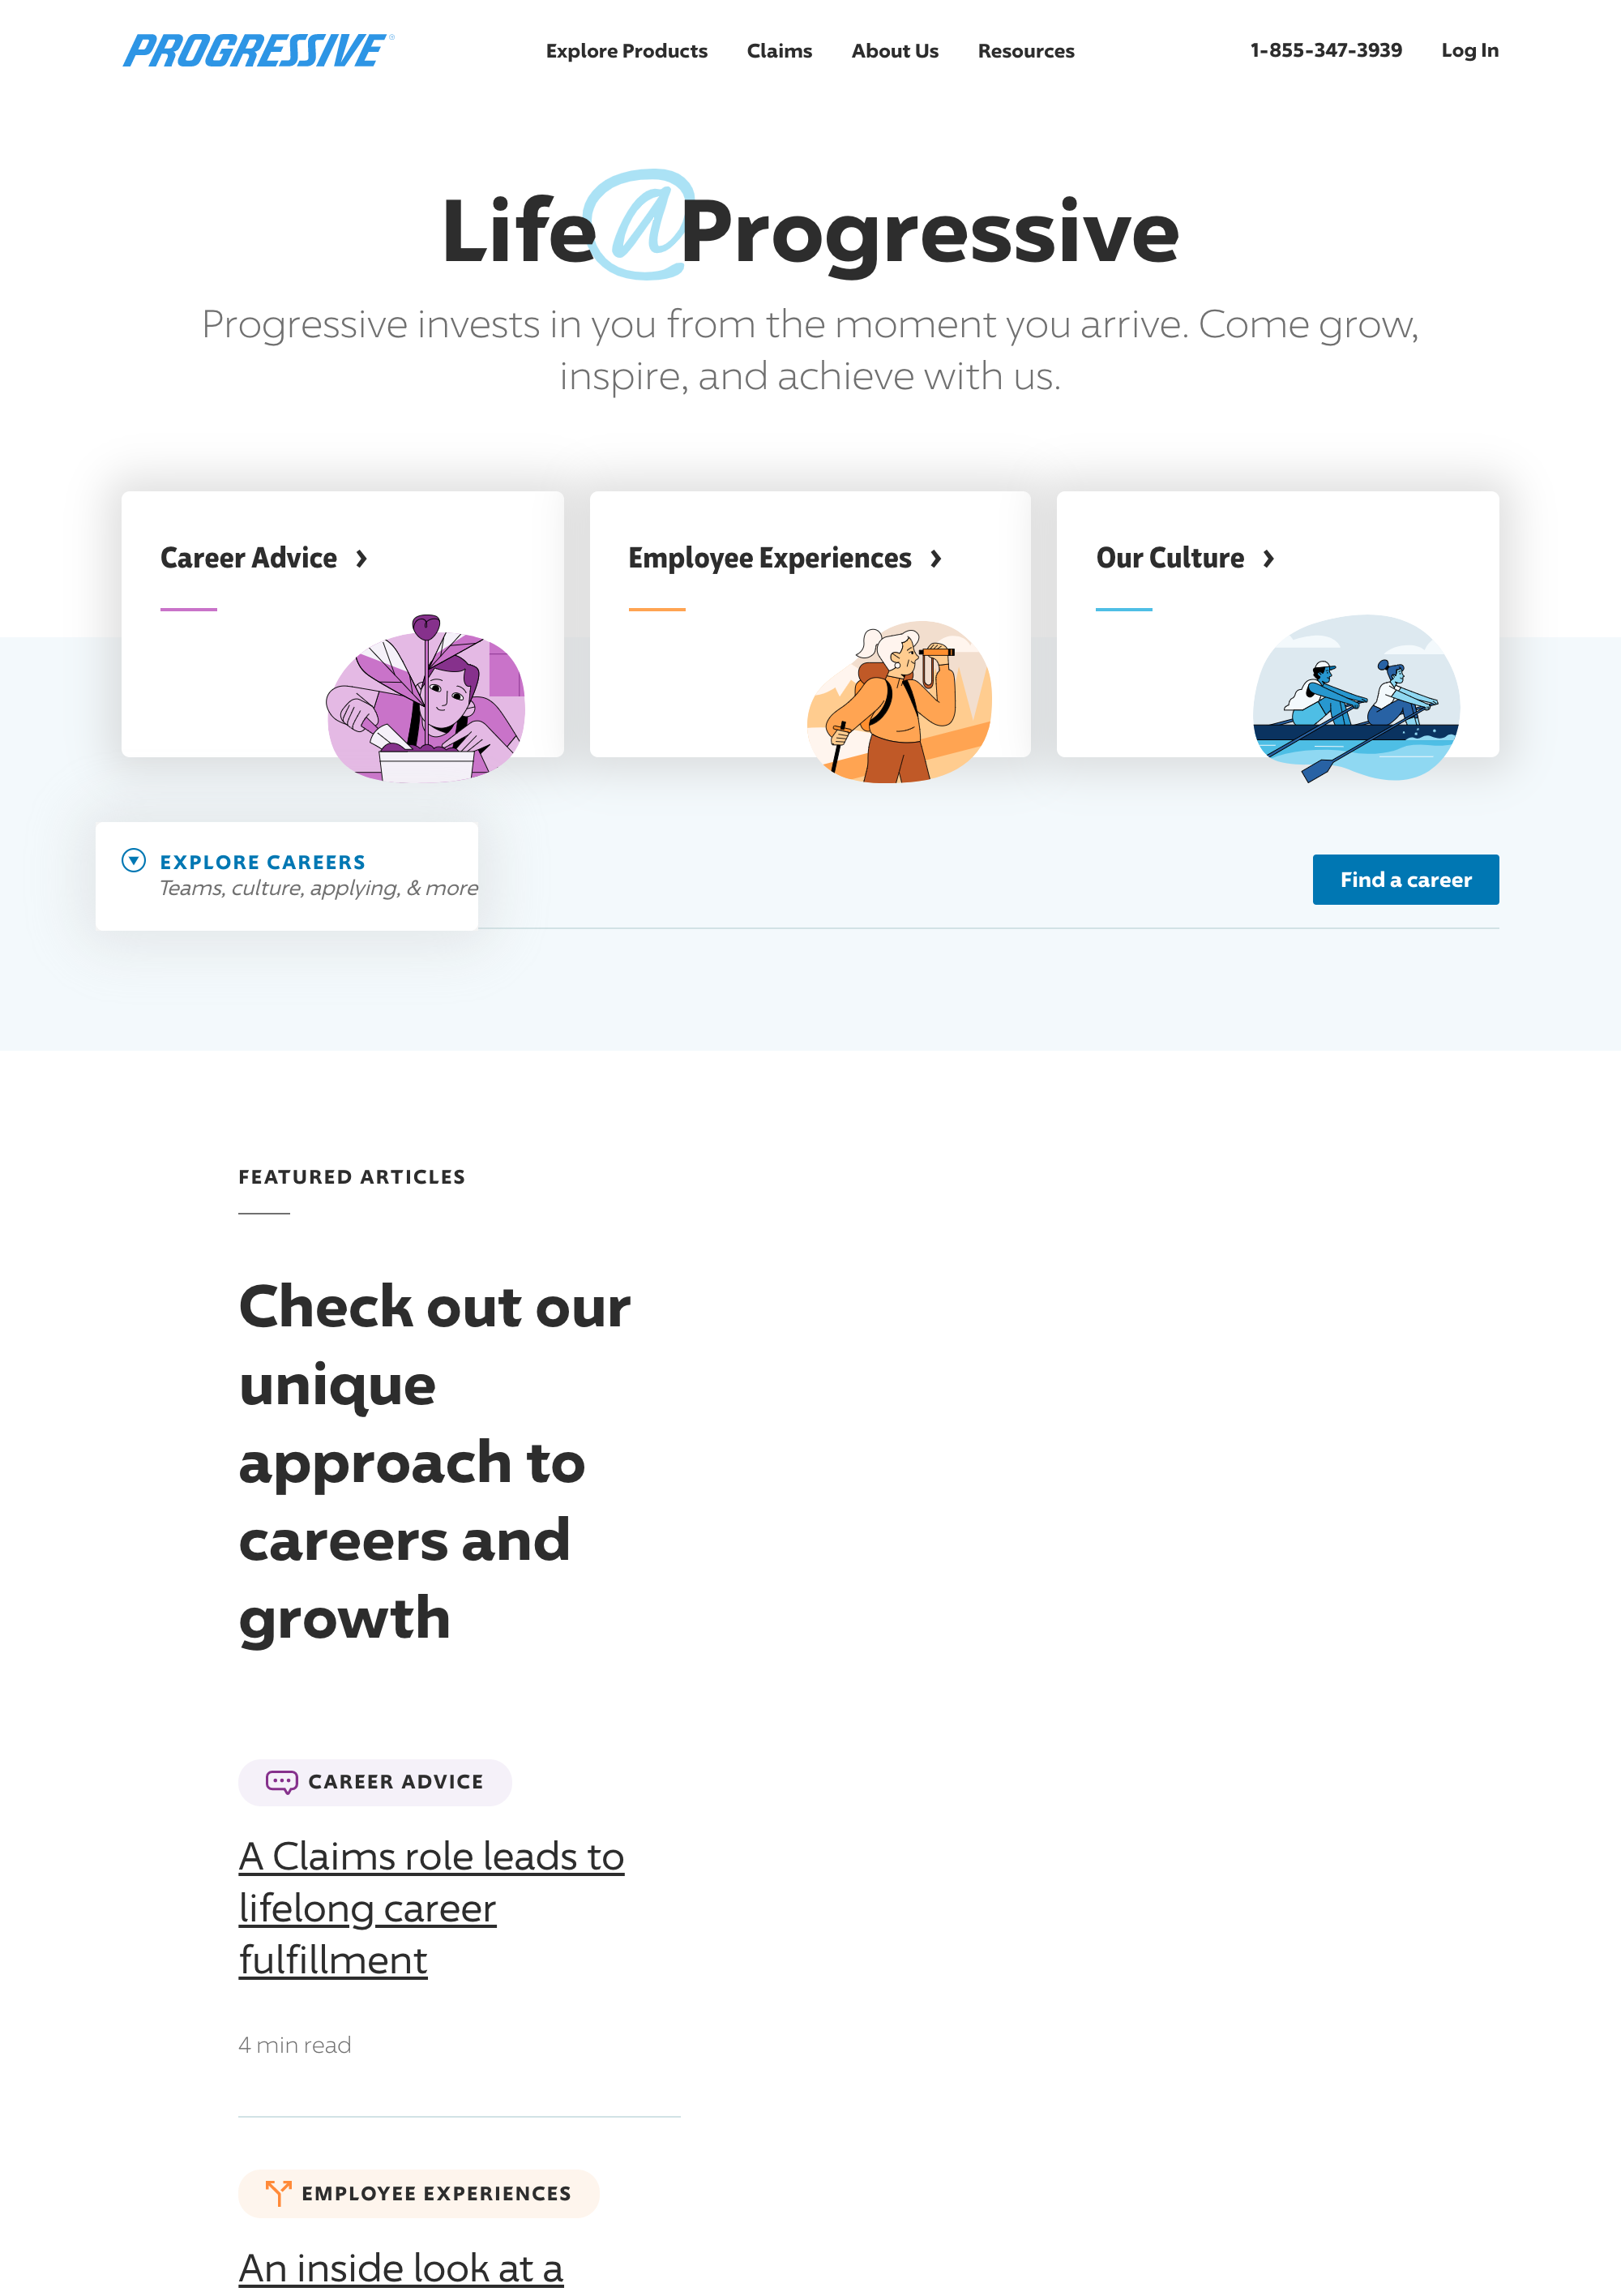 PROGRESSIVE®
Explore Products Claims About Us Resources 1-855-347-3939 Log In
Life@Progressive
Progressive invests in you from the moment you arrive. Come grow,
inspire, and achieve with us.
Career Advice
Employee Experiences
Our Culture
EXPLORE CAREERS
Teams, culture, applying, & more
Find a career
FEATURED ARTICLES
Check out our
unique
approach to
careers and
growth
CAREER ADVICE
A Claims role leads to
lifelong career
fulfillment
4 min read
EMPLOYEE EXPERIENCES
An inside look at a